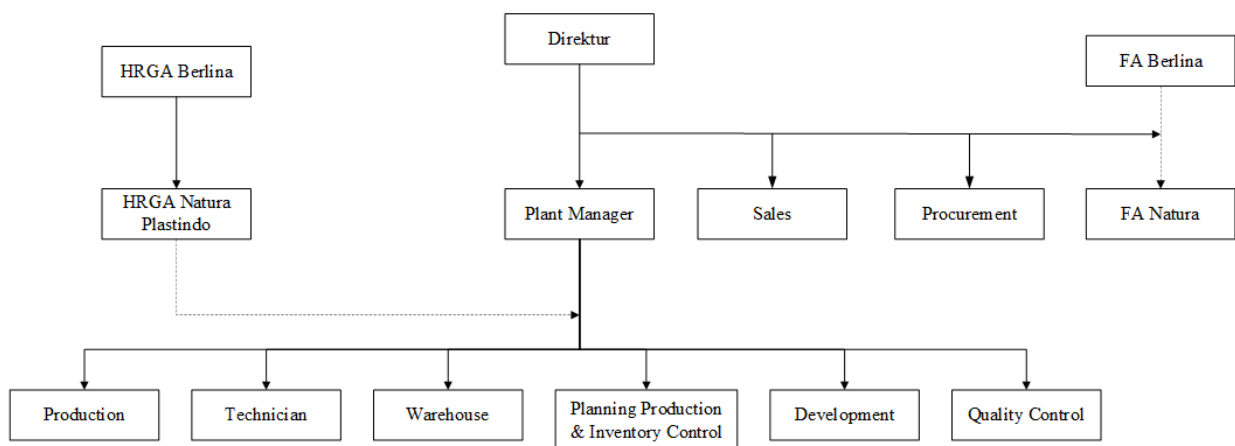 Direktur
HRGA Berlina
FA Berlina
HRGA Natura
Plastindo
Plant Manager
Sales
Procurement
FA Natura
Production
Technician
Warehouse
Planning Production
& Inventory Control
Development
Quality Control